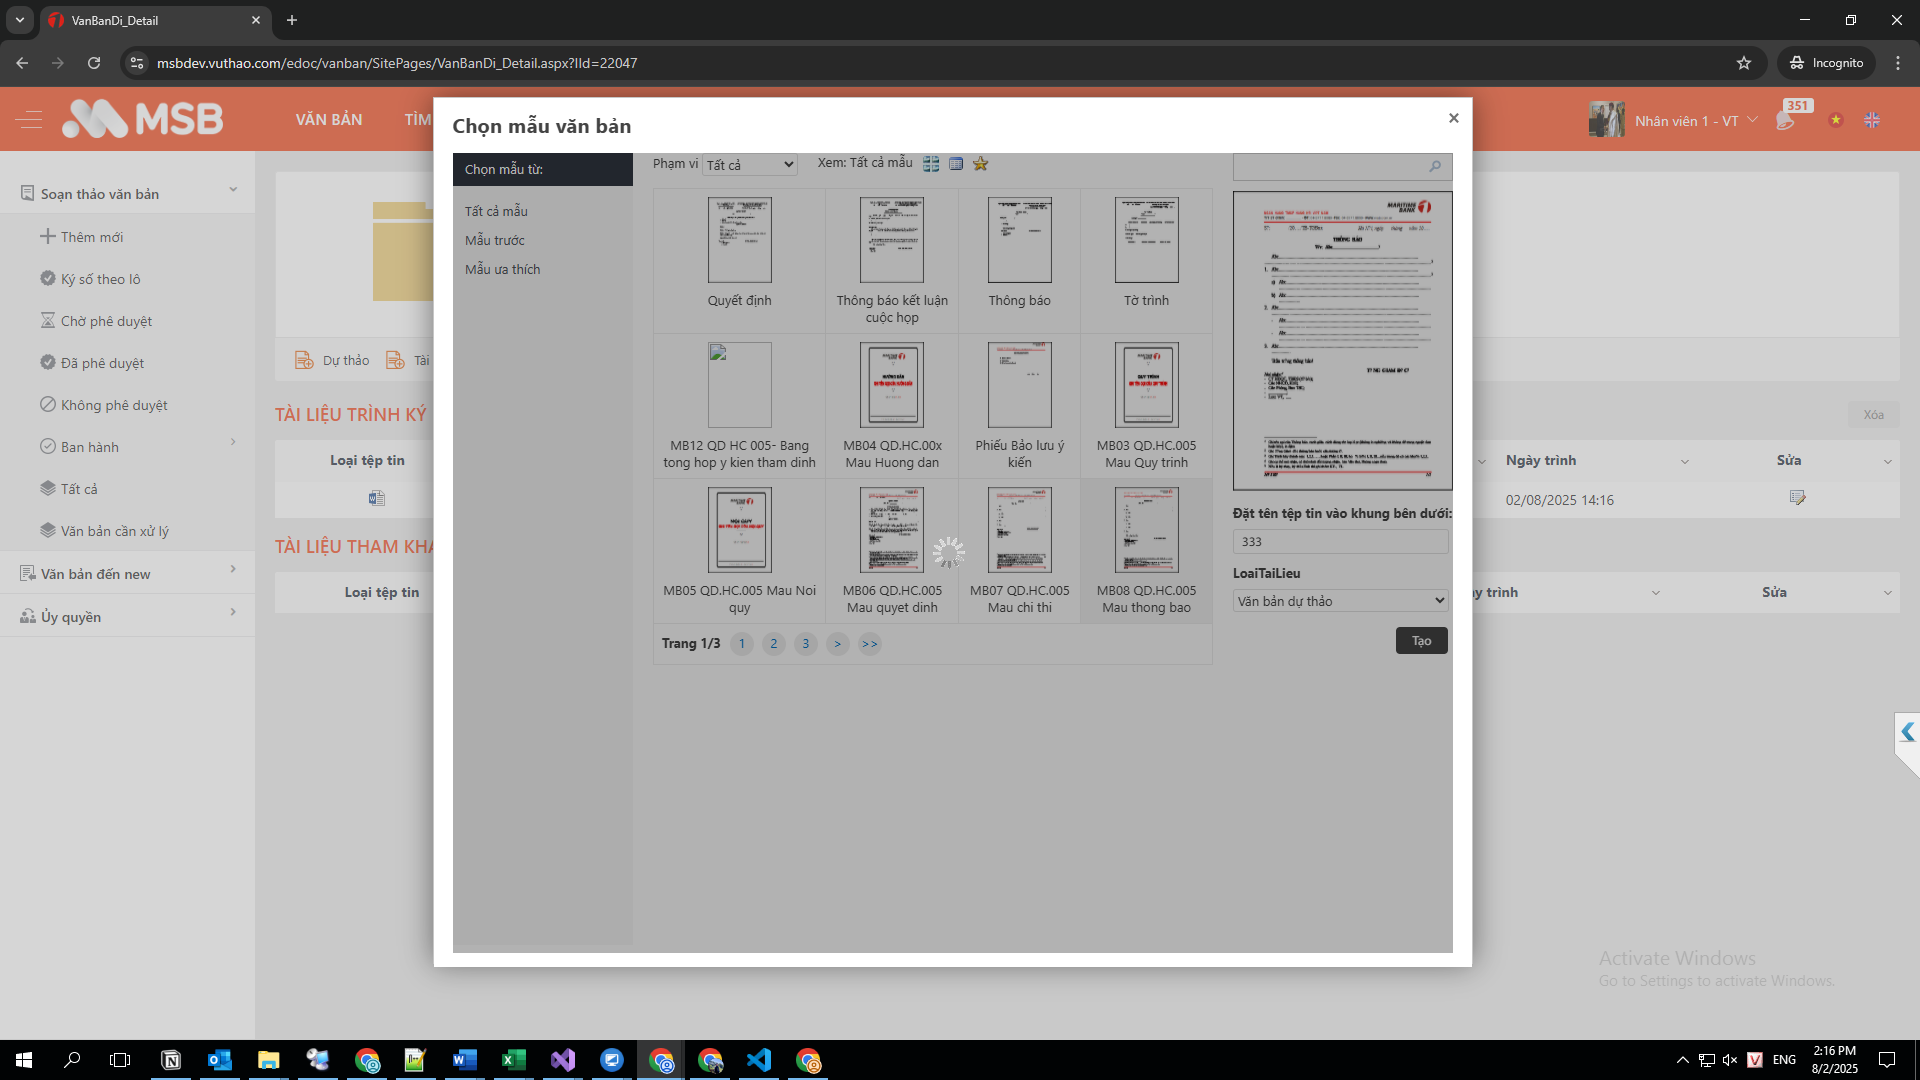 VanBanDi_Detail
msbdev.vuthao.com/edoc/vanban/SitePages/VanBanDi_Detail.aspx?IId=22047
Incognito
MSB
VĂN BẢN
TÌM
Nhân viên 1 - VT
351
Soạn thảo văn bản
Thêm mới
Ký số theo lô
Chờ phê duyệt
Đã phê duyệt
Không phê duyệt
Ban hành
Tất cả
Văn bản cần xử lý
Văn bản đến new
Ủy quyền
Dự thảo
Tài
TÀI LIỆU TRÌNH KÝ
Xóa
Loại tệp tin
Ngày trình
Sửa
02/08/2025 14:16
TÀI LIỆU THAM KHẢ
Loại tệp tin
y trình
Sửa
Chọn mẫu văn bản
Chọn mẫu từ:
Tất cả mẫu
Mẫu trước
Mẫu ưa thích
Phạm vi
Tất cả
Xem: Tất cả mẫu
Quyết định
Thông báo kết luận cuộc họp
Thông báo
Tờ trình
MB12 QD HC 005- Bang tong hop y kien tham dinh
MB04 QD.HC.00x Mau Huong dan
Phiếu Bảo lưu ý kiến
MB03 QD.HC.005 Mau Quy trinh
MB05 QD.HC.005 Mau Noi quy
MB06 QD.HC.005 Mau quyet dinh
MB07 QD.HC.005 Mau chi thi
MB08 QD.HC.005 Mau thong bao
Trang 1/3
1
2
3
>
>>
MARITIME BANK
THÔNG BÁO
Đặt tên tệp tin vào khung bên dưới:
333
LoaiTaiLieu
Văn bản dự thảo
Tạo
Activate Windows
Go to Settings to activate Windows.
ENG
2:16 PM
8/2/2025